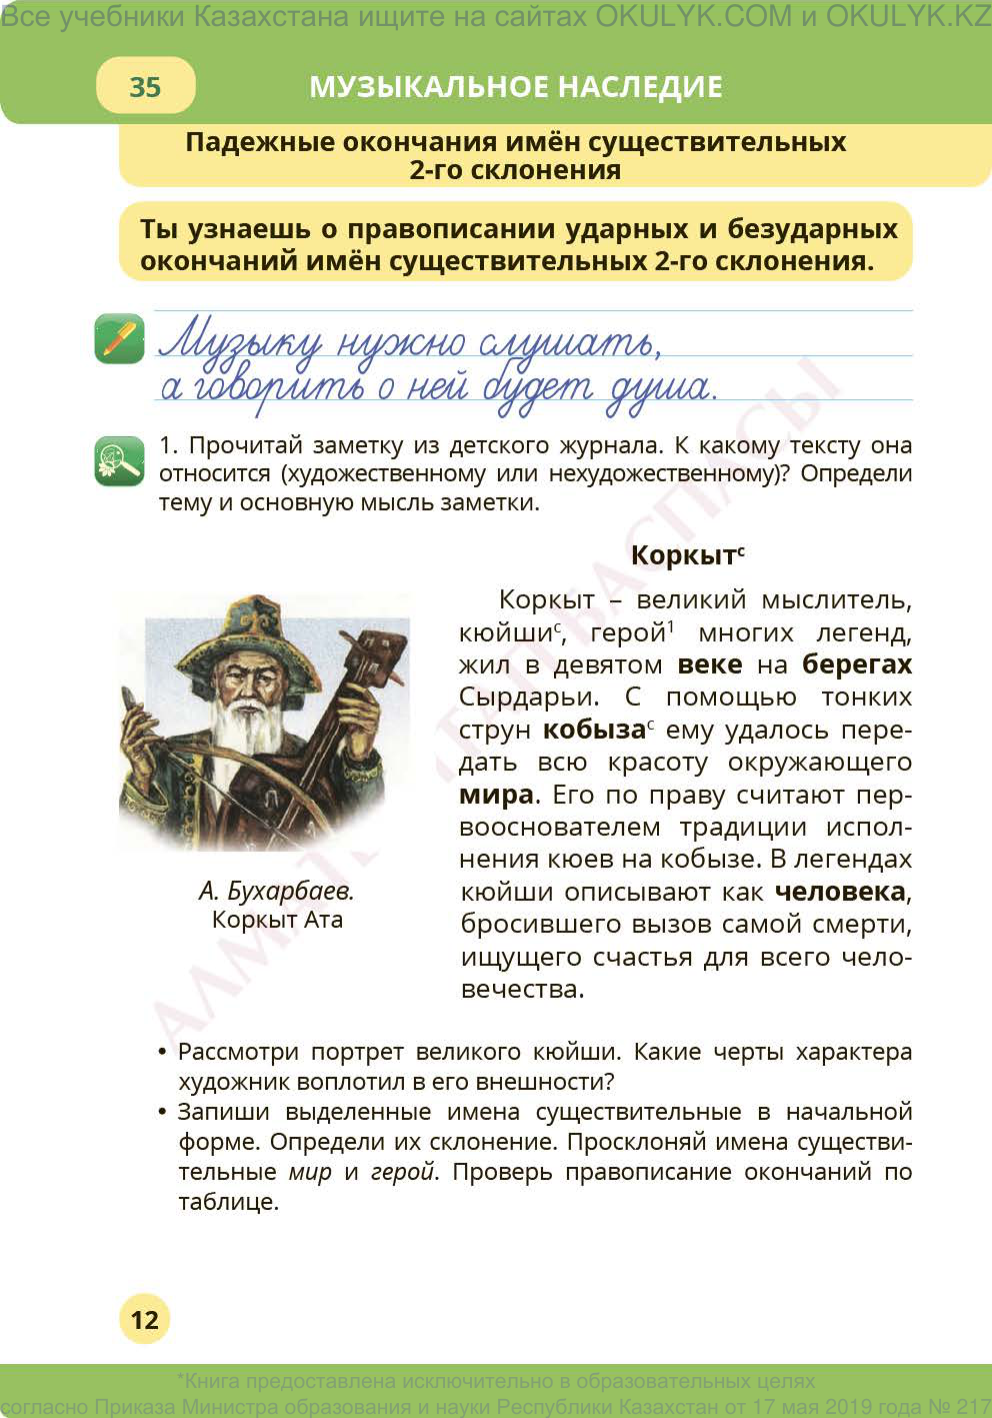 Все учебники Казахстана ищите на сайтах OKULYK.COM и OKULYK.KZ
35
МУЗЫКАЛЬНОЕ НАСЛЕДИЕ
Падежные окончания имён существительных
2-го склонения
Ты узнаешь о правописании ударных и безударных
окончаний имён существительных 2-го склонения.
Музыку нужно слушать,
а говорить о ней будет душа.
1. Прочитай заметку из детского журнала. К какому тексту она
относится (художественному или нехудожественному)? Определи
тему и основную мысль заметки.
Коркытᶜ
Коркыт – великий мыслитель,
кюйшиᶜ, герой¹ многих легенд,
жил в девятом веке на берегах
Сырдарьи. С помощью тонких
струн кобызаᶜ ему удалось пере-
дать всю красоту окружающего
мира. Его по праву считают пер-
вооснователем традиции испол-
нения кюев на кобызе. В легендах
кюйши описывают как человека,
бросившего вызов самой смерти,
ищущего счастья для всего чело-
вечества.
А. Бухарбаев.
Коркыт Ата
• Рассмотри портрет великого кюйши. Какие черты характера
художник воплотил в его внешности?
• Запиши выделенные имена существительные в начальной
форме. Определи их склонение. Просклоняй имена существи-
тельные мир и герой. Проверь правописание окончаний по
таблице.
12
*Книга предоставлена исключительно в образовательных целях
согласно Приказа Министра образования и науки Республики Казахстан от 17 мая 2019 года № 217